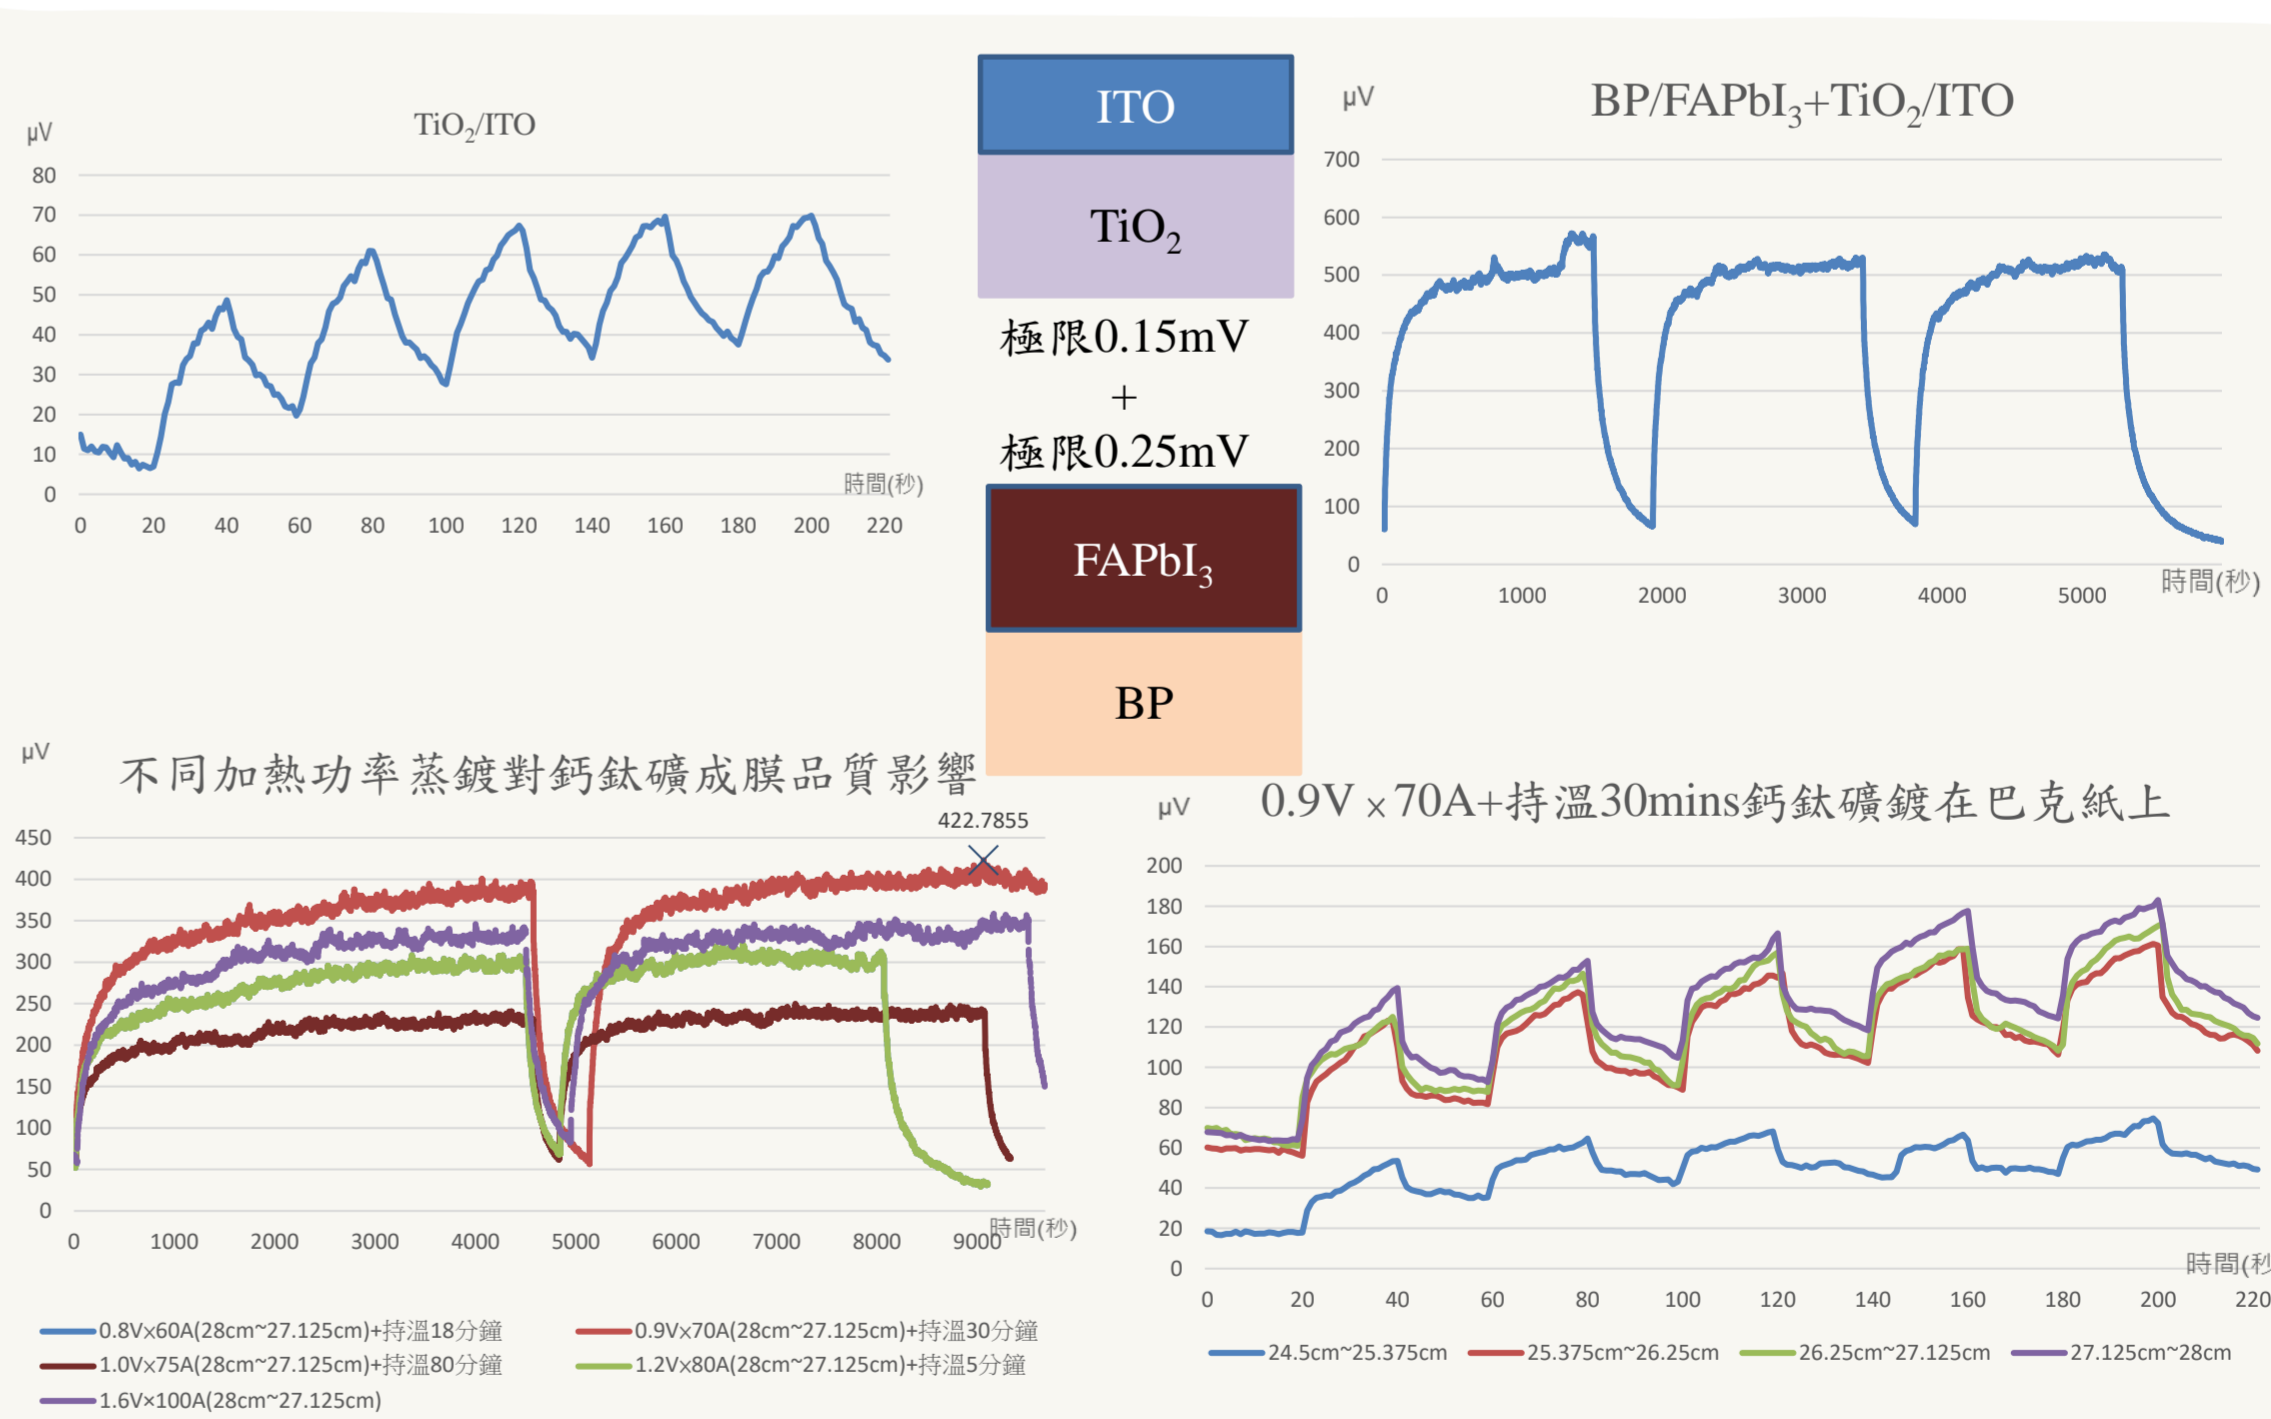 TiO₂/ITO
μV
80
70
60
50
40
30
20
10
0
0 20 40 60 80 100 120 140 160 180 200 220
時間(秒)
ITO
TiO₂
極限0.15mV
+
極限0.25mV
FAPbI₃
BP
BP/FAPbI₃+TiO₂/ITO
μV
700
600
500
400
300
200
100
0
0 1000 2000 3000 4000 5000
時間(秒)
不同加熱功率蒸鍍對鈣鈦礦成膜品質影響
μV
422.7855
450
400
350
300
250
200
150
100
50
0
0 1000 2000 3000 4000 5000 6000 7000 8000 9000
時間(秒)
0.8V×60A(28cm~27.125cm)+持溫18分鐘
0.9V×70A(28cm~27.125cm)+持溫30分鐘
1.0V×75A(28cm~27.125cm)+持溫80分鐘
1.2V×80A(28cm~27.125cm)+持溫5分鐘
1.6V×100A(28cm~27.125cm)
0.9V×70A+持溫30mins鈣鈦礦鍍在巴克紙上
μV
200
180
160
140
120
100
80
60
40
20
0
0 20 40 60 80 100 120 140 160 180 200 220
時間(秒
24.5cm~25.375cm 25.375cm~26.25cm 26.25cm~27.125cm 27.125cm~28cm